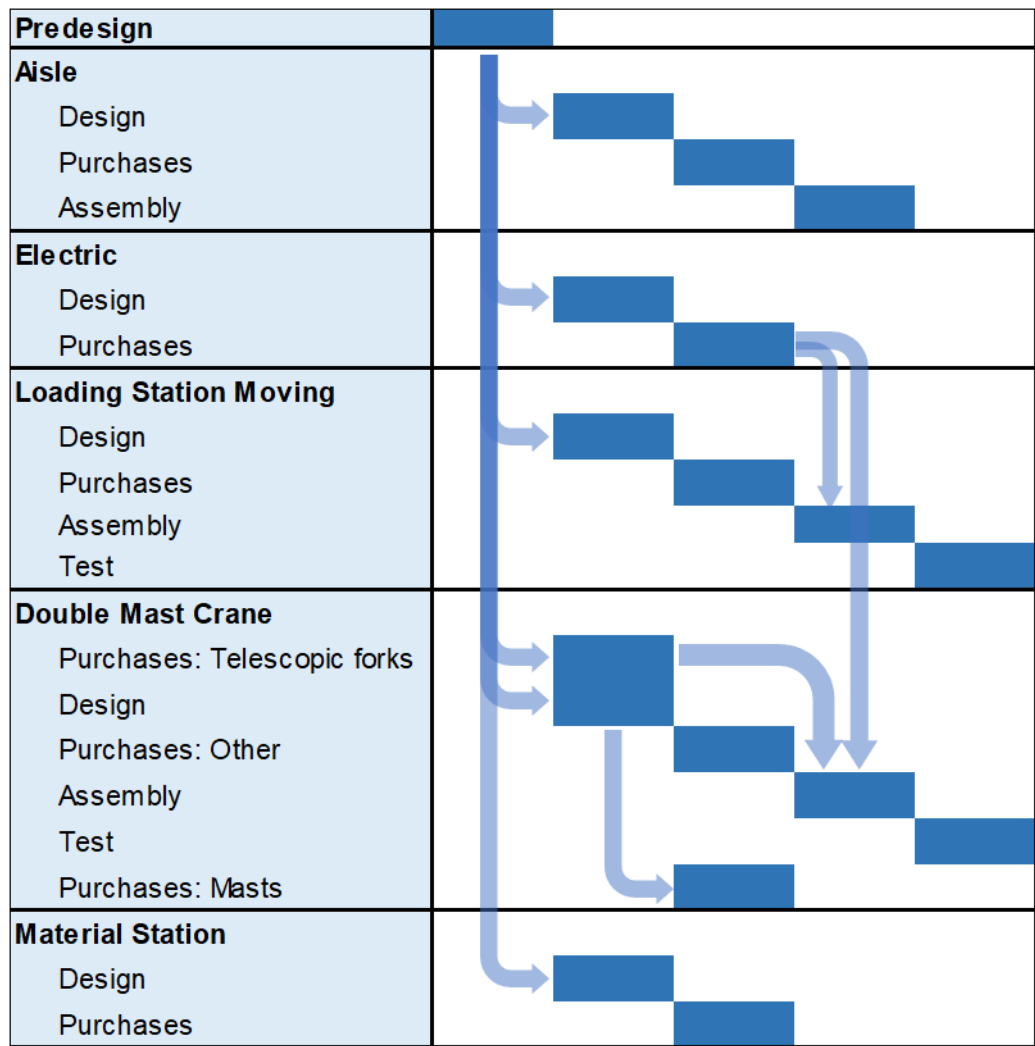 Predesign
Aisle
Design
Purchases
Assembly
Electric
Design
Purchases
Loading Station Moving
Design
Purchases
Assembly
Test
Double Mast Crane
Purchases: Telescopic forks
Design
Purchases: Other
Assembly
Test
Purchases: Masts
Material Station
Design
Purchases